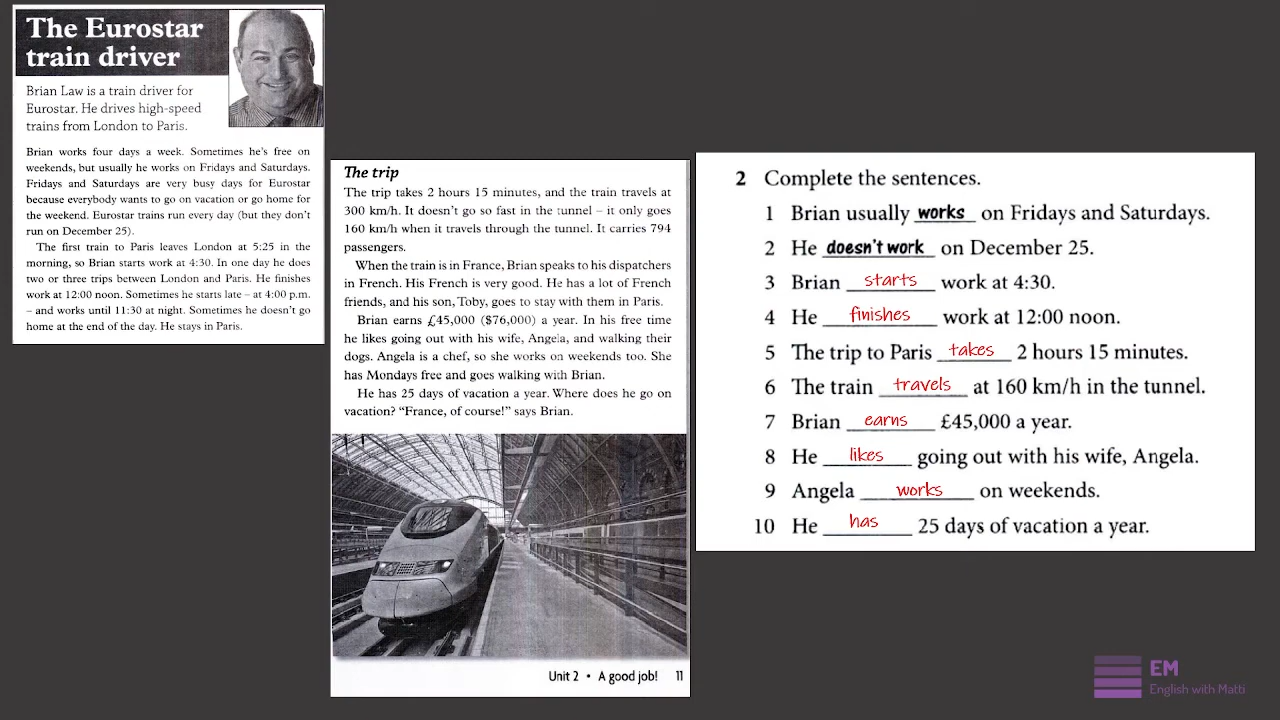 The Eurostar
train driver
Brian Law is a train driver for
Eurostar. He drives high-speed
trains from London to Paris.
Brian works four days a week. Sometimes he's free on
weekends, but usually he works on Fridays and Saturdays.
Fridays and Saturdays are very busy days for Eurostar
because everybody wants to go on vacation or go home for
the weekend. Eurostar trains run every day (but they don't
run on December 25).
The first train to Paris leaves London at 5:25 in the
morning, so Brian starts work at 4:30. In one day he does
two or three trips between London and Paris. He finishes
work at 12:00 noon. Sometimes he starts late – at 4:00 p.m.
– and works until 11:30 at night. Sometimes he doesn't go
home at the end of the day. He stays in Paris.
The trip
The trip takes 2 hours 15 minutes, and the train travels at
300 km/h. It doesn't go so fast in the tunnel – it only goes
160 km/h when it travels through the tunnel. It carries 794
passengers.
When the train is in France, Brian speaks to his dispatchers
in French. His French is very good. He has a lot of French
friends, and his son, Toby, goes to stay with them in Paris.
Brian earns £45,000 ($76,000) a year. In his free time
he likes going out with his wife, Angela, and walking their
dogs. Angela is a chef, so she works on weekends too. She
has Mondays free and goes walking with Brian.
He has 25 days of vacation a year. Where does he go on
vacation? “France, of course!” says Brian.
Unit 2 • A good job! 11
2 Complete the sentences.
1 Brian usually works on Fridays and Saturdays.
2 He doesn't work on December 25.
3 Brian starts work at 4:30.
4 He finishes work at 12:00 noon.
5 The trip to Paris takes 2 hours 15 minutes.
6 The train travels at 160 km/h in the tunnel.
7 Brian earns £45,000 a year.
8 He likes going out with his wife, Angela.
9 Angela works on weekends.
10 He has 25 days of vacation a year.
EM
English with Matti